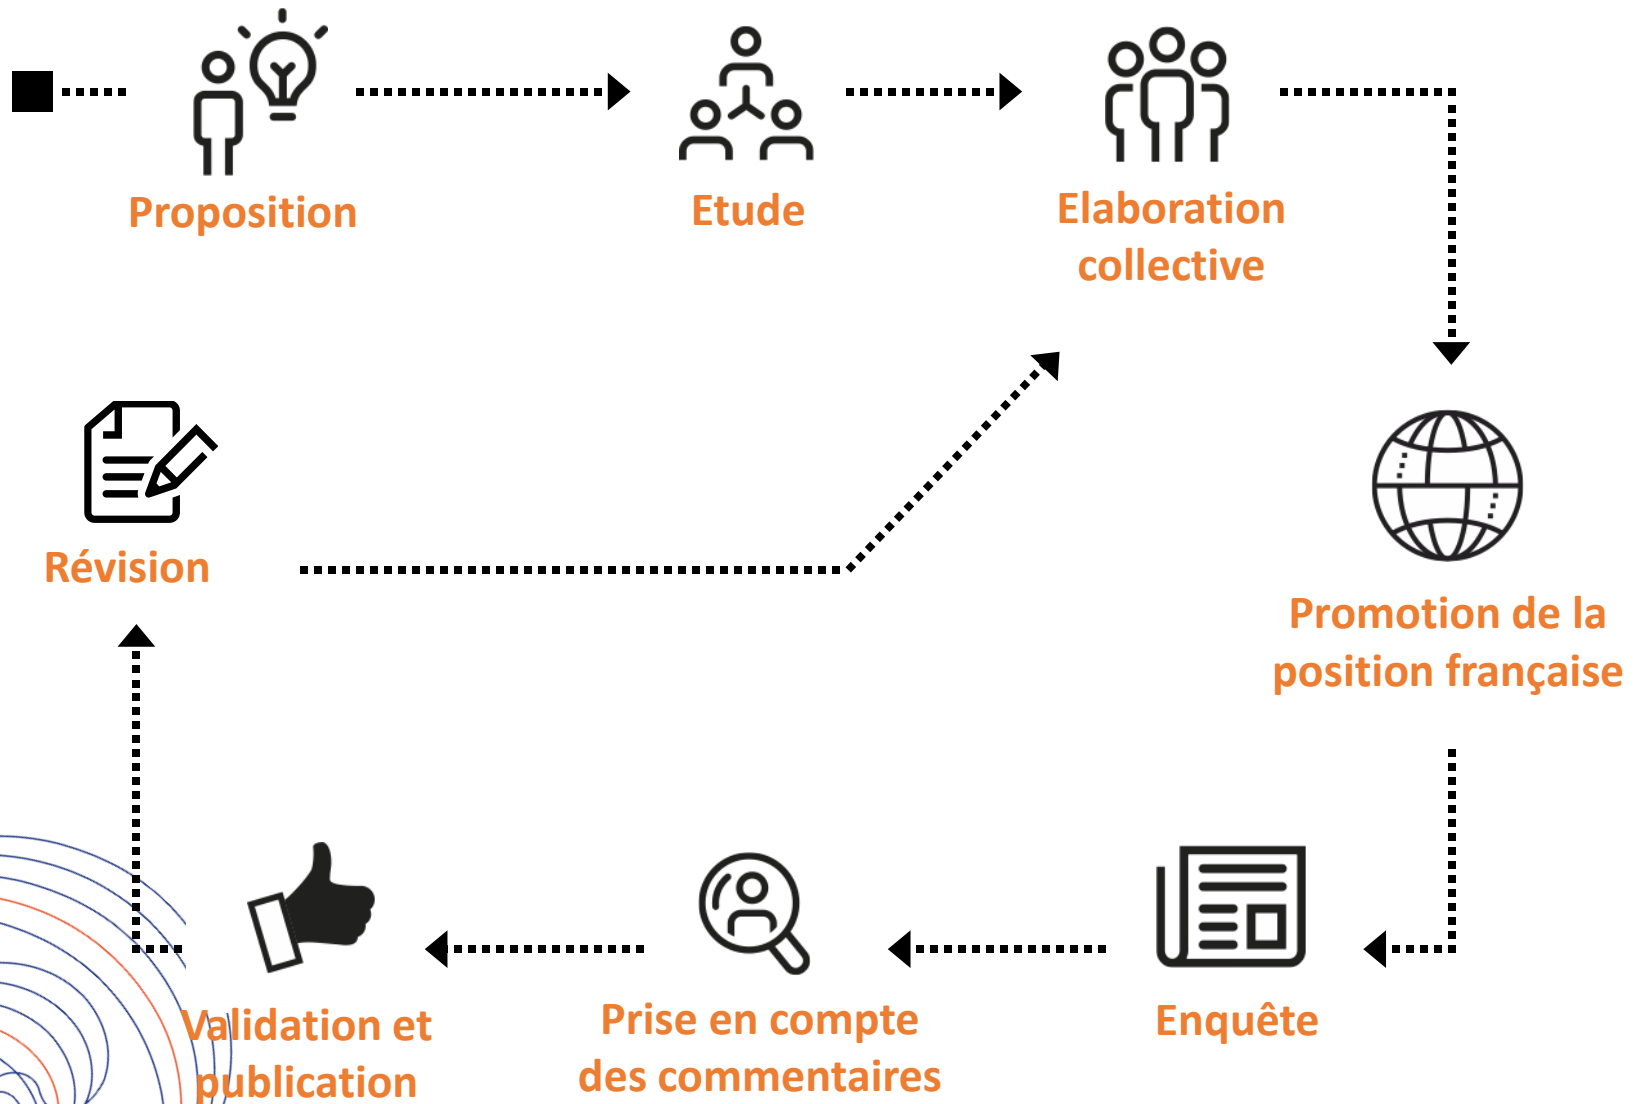 Proposition
Etude
Elaboration
collective
Promotion de la
position française
Enquête
Prise en compte
des commentaires
Validation et
publication
Révision